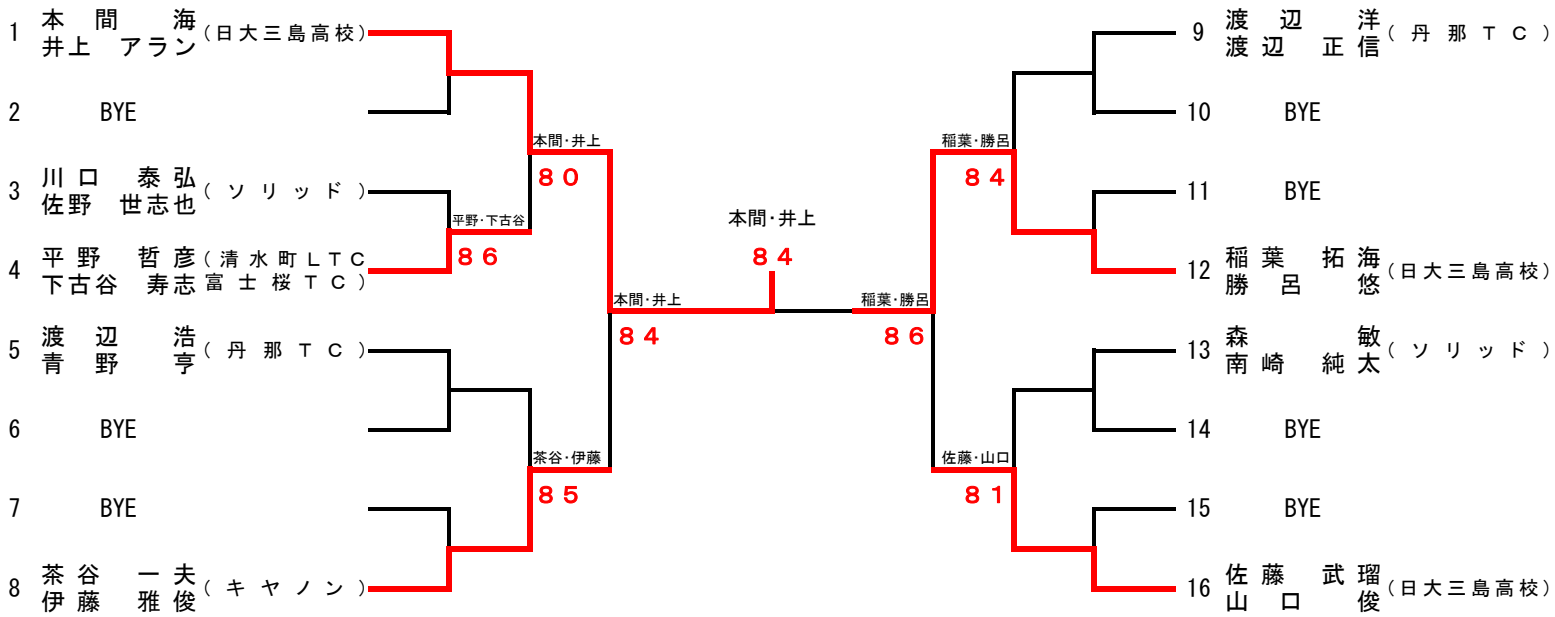 1 本間 海 (日大三島高校)
井上 アラン
2 BYE
3 川口 泰弘 (ソリッド)
佐野 世志也
4 平野 哲彦 (清水町LTC
下古谷 寿志 富士桜TC)
5 渡辺 浩 (丹那TC)
青野 亨
6 BYE
7 BYE
8 茶谷 一夫 (キヤノン)
伊藤 雅俊
本間・井上
80
平野・下古谷
86
本間・井上
84
茶谷・伊藤
85
本間・井上
84
稲葉・勝呂
84
稲葉・勝呂
86
佐藤・山口
81
9 渡辺 洋 (丹那TC)
渡辺 正信
10 BYE
11 BYE
12 稲葉 拓海 (日大三島高校)
勝呂 悠
13 森 敏 (ソリッド)
南崎 純太
14 BYE
15 BYE
16 佐藤 武瑠 (日大三島高校)
山口 俊